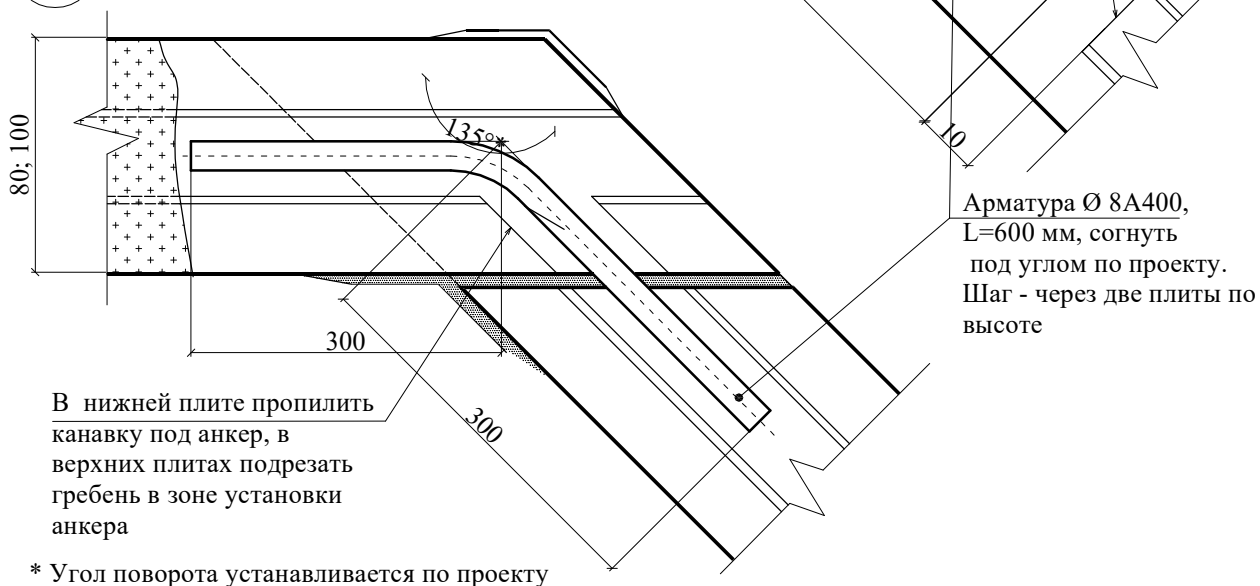 80; 100
135°*
10
Арматура Ø 8А400,
L=600 мм, согнуть
под углом по проекту.
Шаг - через две плиты по
высоте
300
300
В нижней плите пропилить
канавку под анкер, в
верхних плитах подрезать
гребень в зоне установки
анкера
* Угол поворота устанавливается по проекту